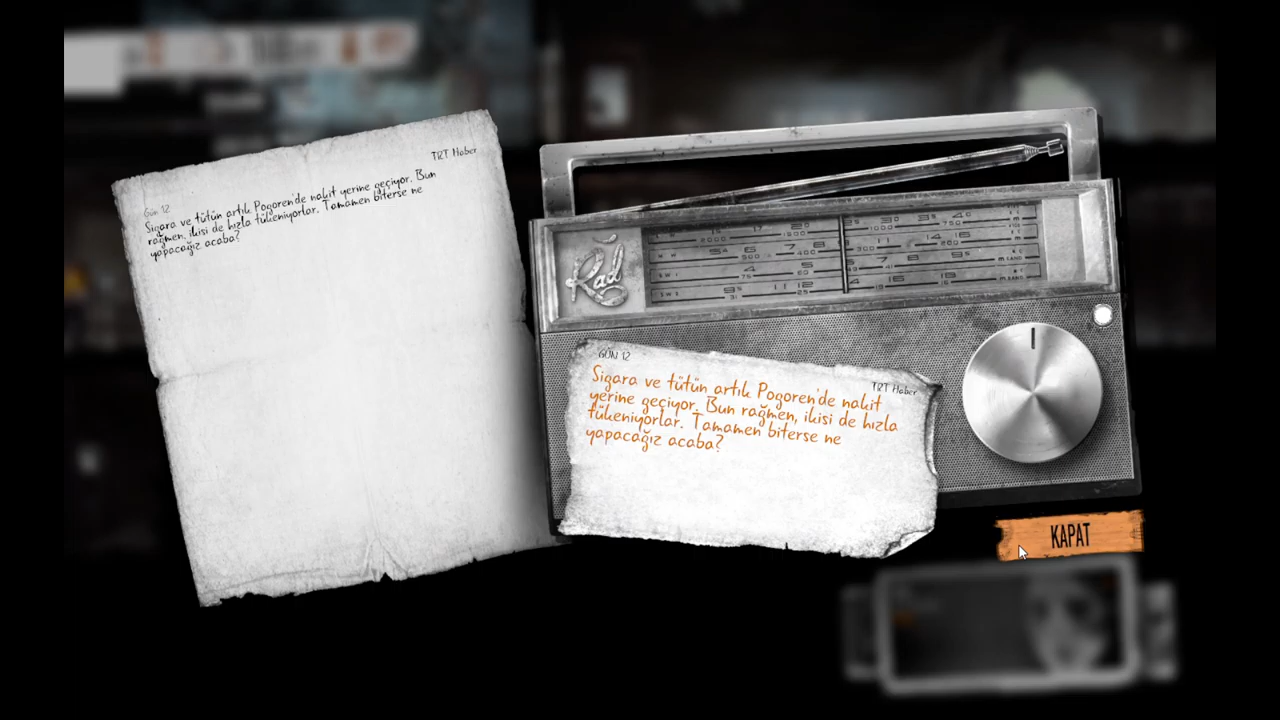 TRT Haber
Gün 12
Sigara ve tütün artık Pogoren'de nakit yerine geçiyor. Bun
rağmen, ikisi de hızla tükeniyorlar. Tamamen biterse ne
yapacağız acaba?
Rad
GÜN 12
TRT Haber
Sigara ve tütün artık Pogoren'de nakit
yerine geçiyor. Bun rağmen, ikisi de hızla
tükeniyorlar. Tamamen biterse ne
yapacağız acaba?
KAPAT